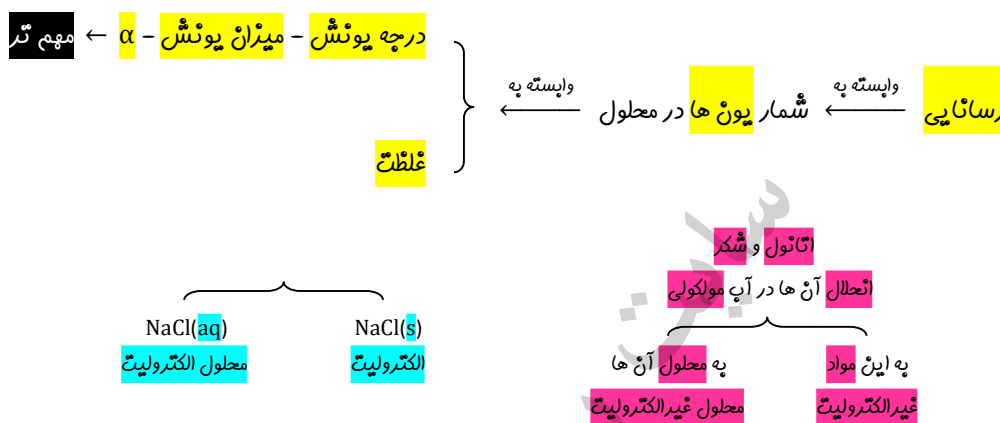 رسانایی ← وابسته به شمار یون ها در محلول ← وابسته به
درجه یونش – میزان یونش – α ← مهم تر
غلظت
اتانول و شکر
انحلال آن ها در آب مولکولی
به این مواد
غیرالکترولیت
به محلول آن ها
محلول غیرالکترولیت
NaCl(s)
الکترولیت
NaCl(aq)
محلول الکترولیت
سایت